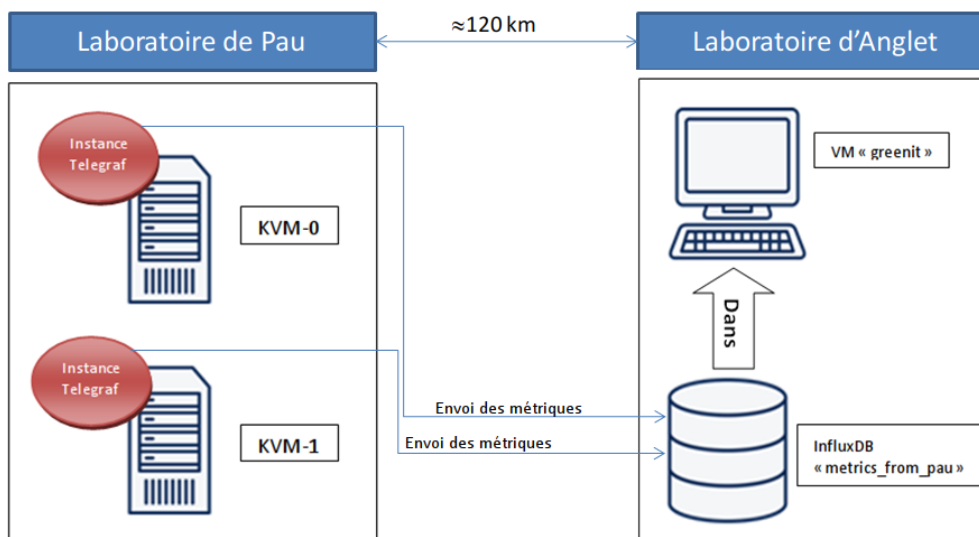 Laboratoire de Pau
≈120 km
Laboratoire d'Anglet
Instance
Telegraf
KVM-0
VM « greenit »
Dans
Instance
Telegraf
KVM-1
Envoi des métriques
Envoi des métriques
InfluxDB
« metrics_from_pau »